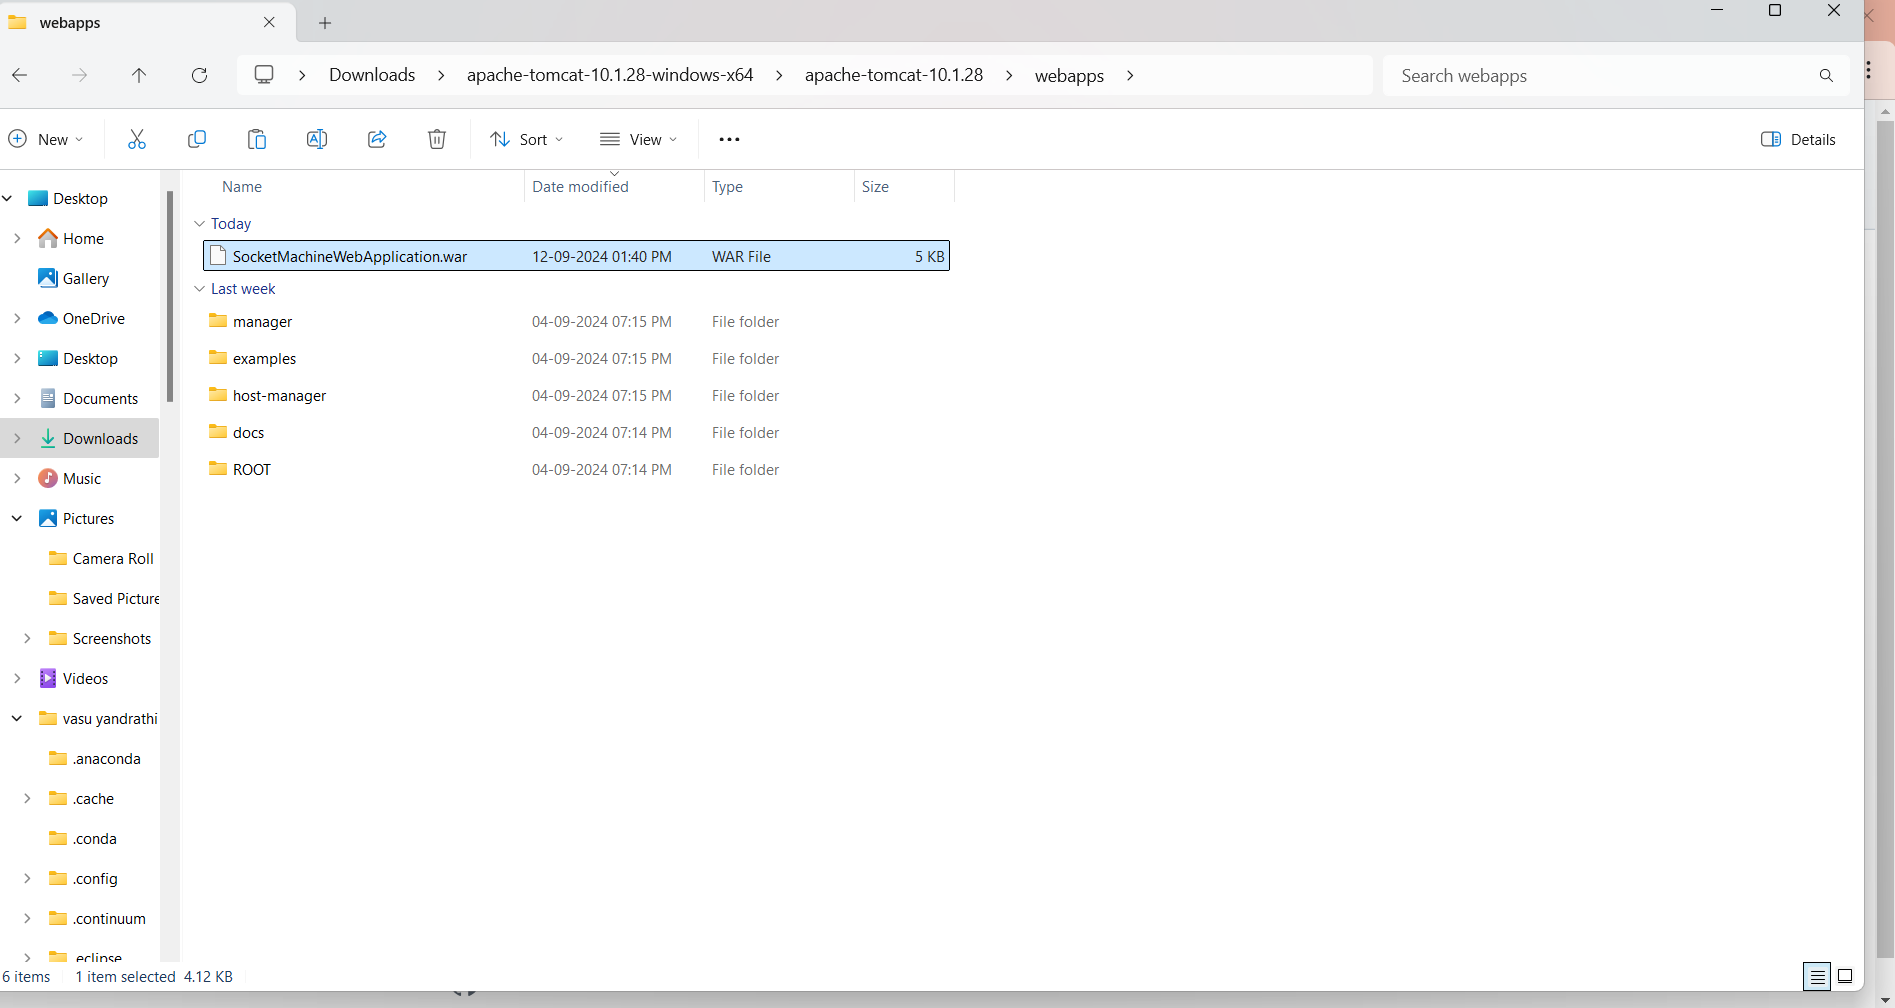 webapps
Downloads > apache-tomcat-10.1.28-windows-x64 > apache-tomcat-10.1.28 > webapps >
Search webapps
New
Sort
View
Details
Name Date modified Type Size
Today
SocketMachineWebApplication.war 12-09-2024 01:40 PM WAR File 5 KB
Last week
manager 04-09-2024 07:15 PM File folder
examples 04-09-2024 07:15 PM File folder
host-manager 04-09-2024 07:15 PM File folder
docs 04-09-2024 07:14 PM File folder
ROOT 04-09-2024 07:14 PM File folder
Desktop
Home
Gallery
OneDrive
Desktop
Documents
Downloads
Music
Pictures
Camera Roll
Saved Picture
Screenshots
Videos
vasu yandrathi
.anaconda
.cache
.conda
.config
.continuum
.eclipse
6 items 1 item selected 4.12 KB